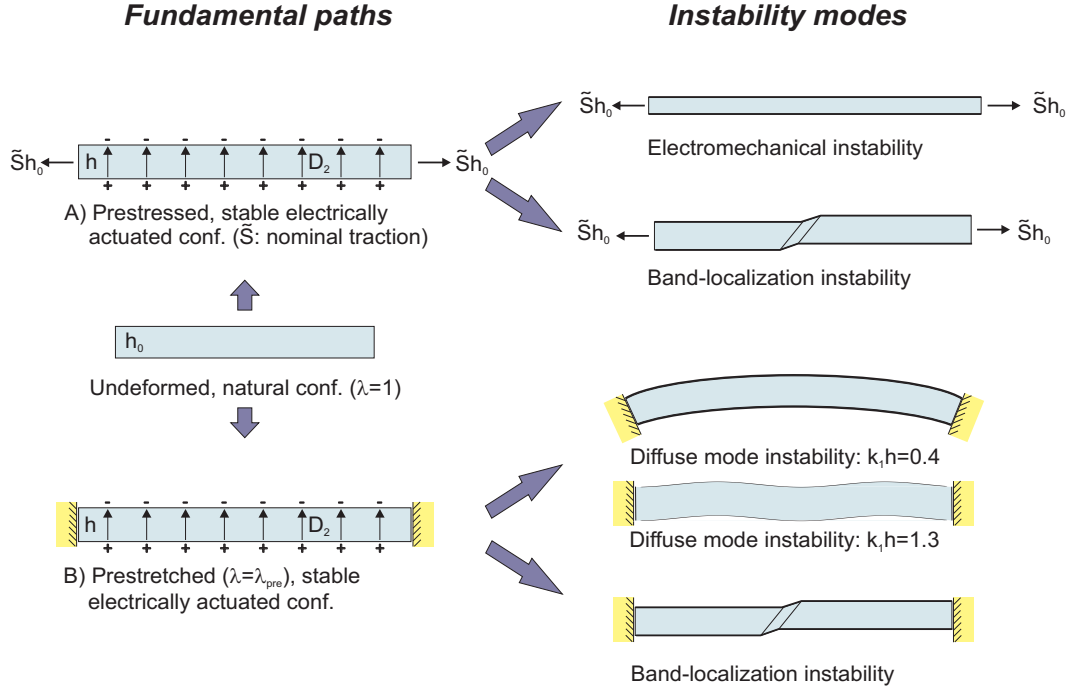 Fundamental paths
Instability modes
- - - - - - - -
S̃h₀ h D₂ S̃h₀
+ + + + + + + +
A) Prestressed, stable electrically
actuated conf. (S̃: nominal traction)
S̃h₀ S̃h₀
Electromechanical instability
S̃h₀ S̃h₀
Band-localization instability
h₀
Undeformed, natural conf. (λ=1)
- - - - - - - -
h D₂
+ + + + + + + +
B) Prestretched (λ=λpre), stable
electrically actuated conf.
Diffuse mode instability: k₁h=0.4
Diffuse mode instability: k₁h=1.3
Band-localization instability